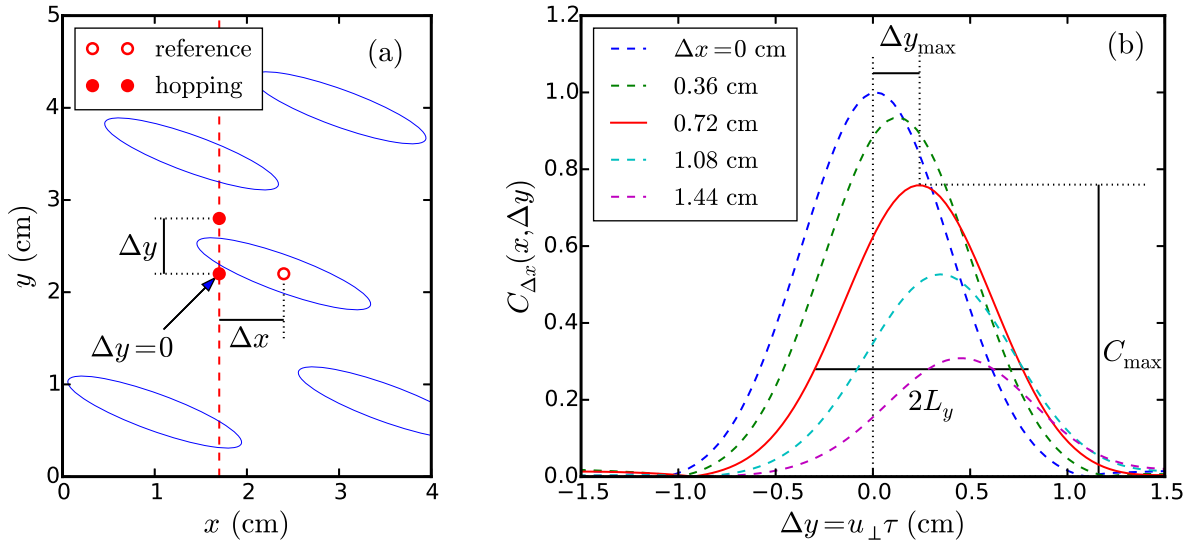 5
4
3
2
1
0
y (cm)
0
1
2
3
4
x (cm)
reference
hopping
(a)
Δy
Δx
Δy=0
1.2
1.0
0.8
0.6
0.4
0.2
0.0
C_Δx(x,Δy)
−1.5
−1.0
−0.5
0.0
0.5
1.0
1.5
Δy=u_⊥τ (cm)
Δx=0 cm
0.36 cm
0.72 cm
1.08 cm
1.44 cm
Δy_max
(b)
C_max
2L_y